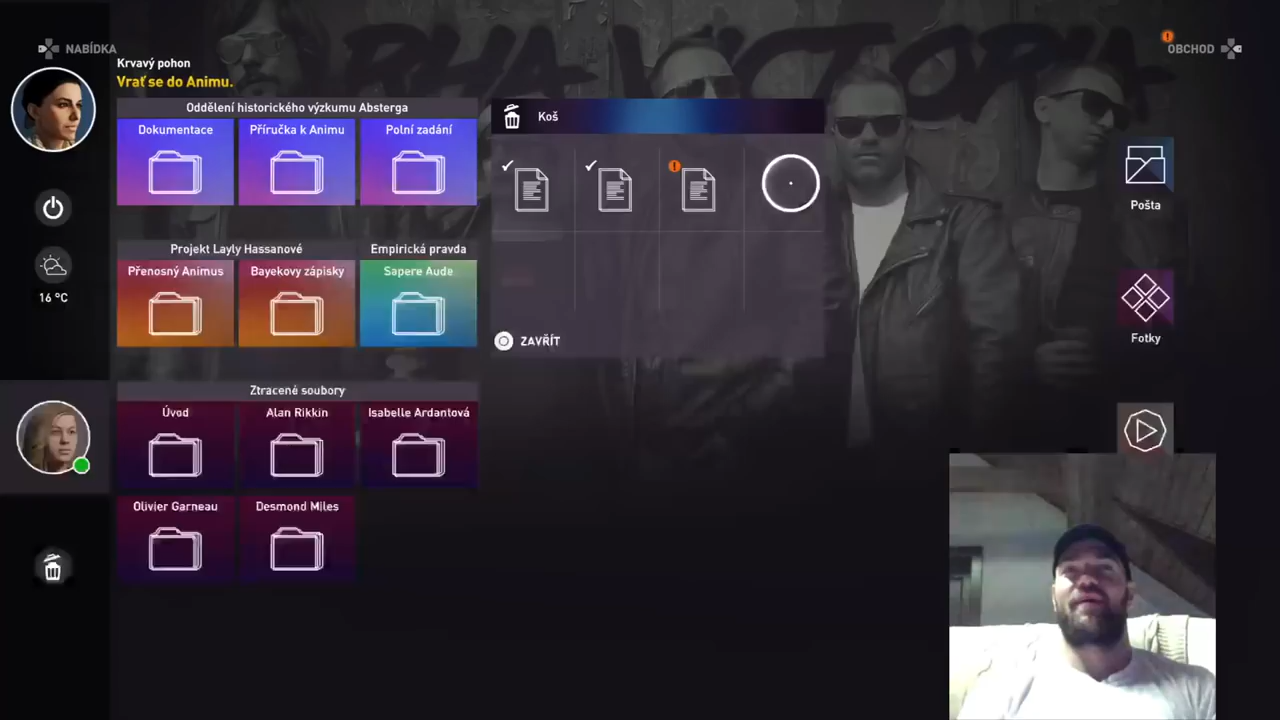 NABÍDKA
OBCHOD
Krvavý pohon
Vrať se do Animu.
Oddělení historického výzkumu Absterga
Dokumentace
Příručka k Animu
Polní zadání
Koš
Pošta
Projekt Layly Hassanové
Empirická pravda
Přenosný Animus
Bayekovy zápisky
Sapere Aude
16 °C
Fotky
ZAVŘÍT
Ztracené soubory
Úvod
Alan Rikkin
Isabelle Ardantová
Olivier Garneau
Desmond Miles